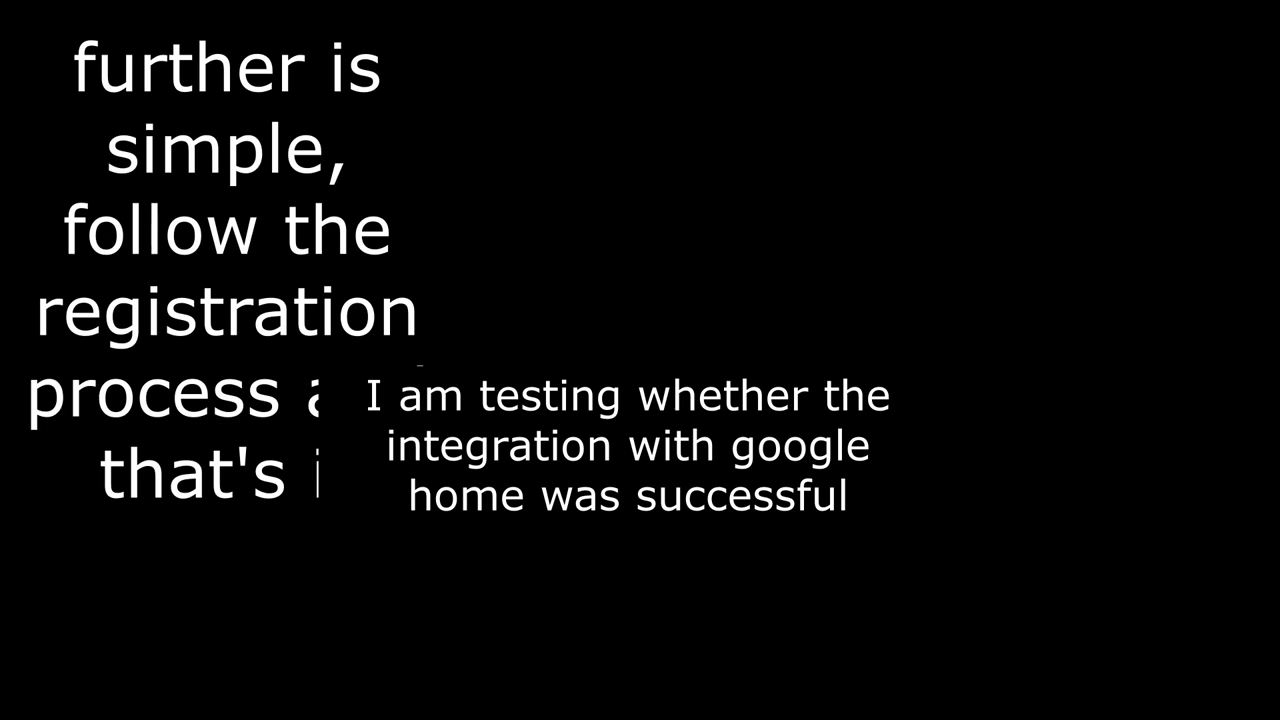 further is
simple,
follow the
registration
process
that's
I am testing whether the
integration with google
home was successful